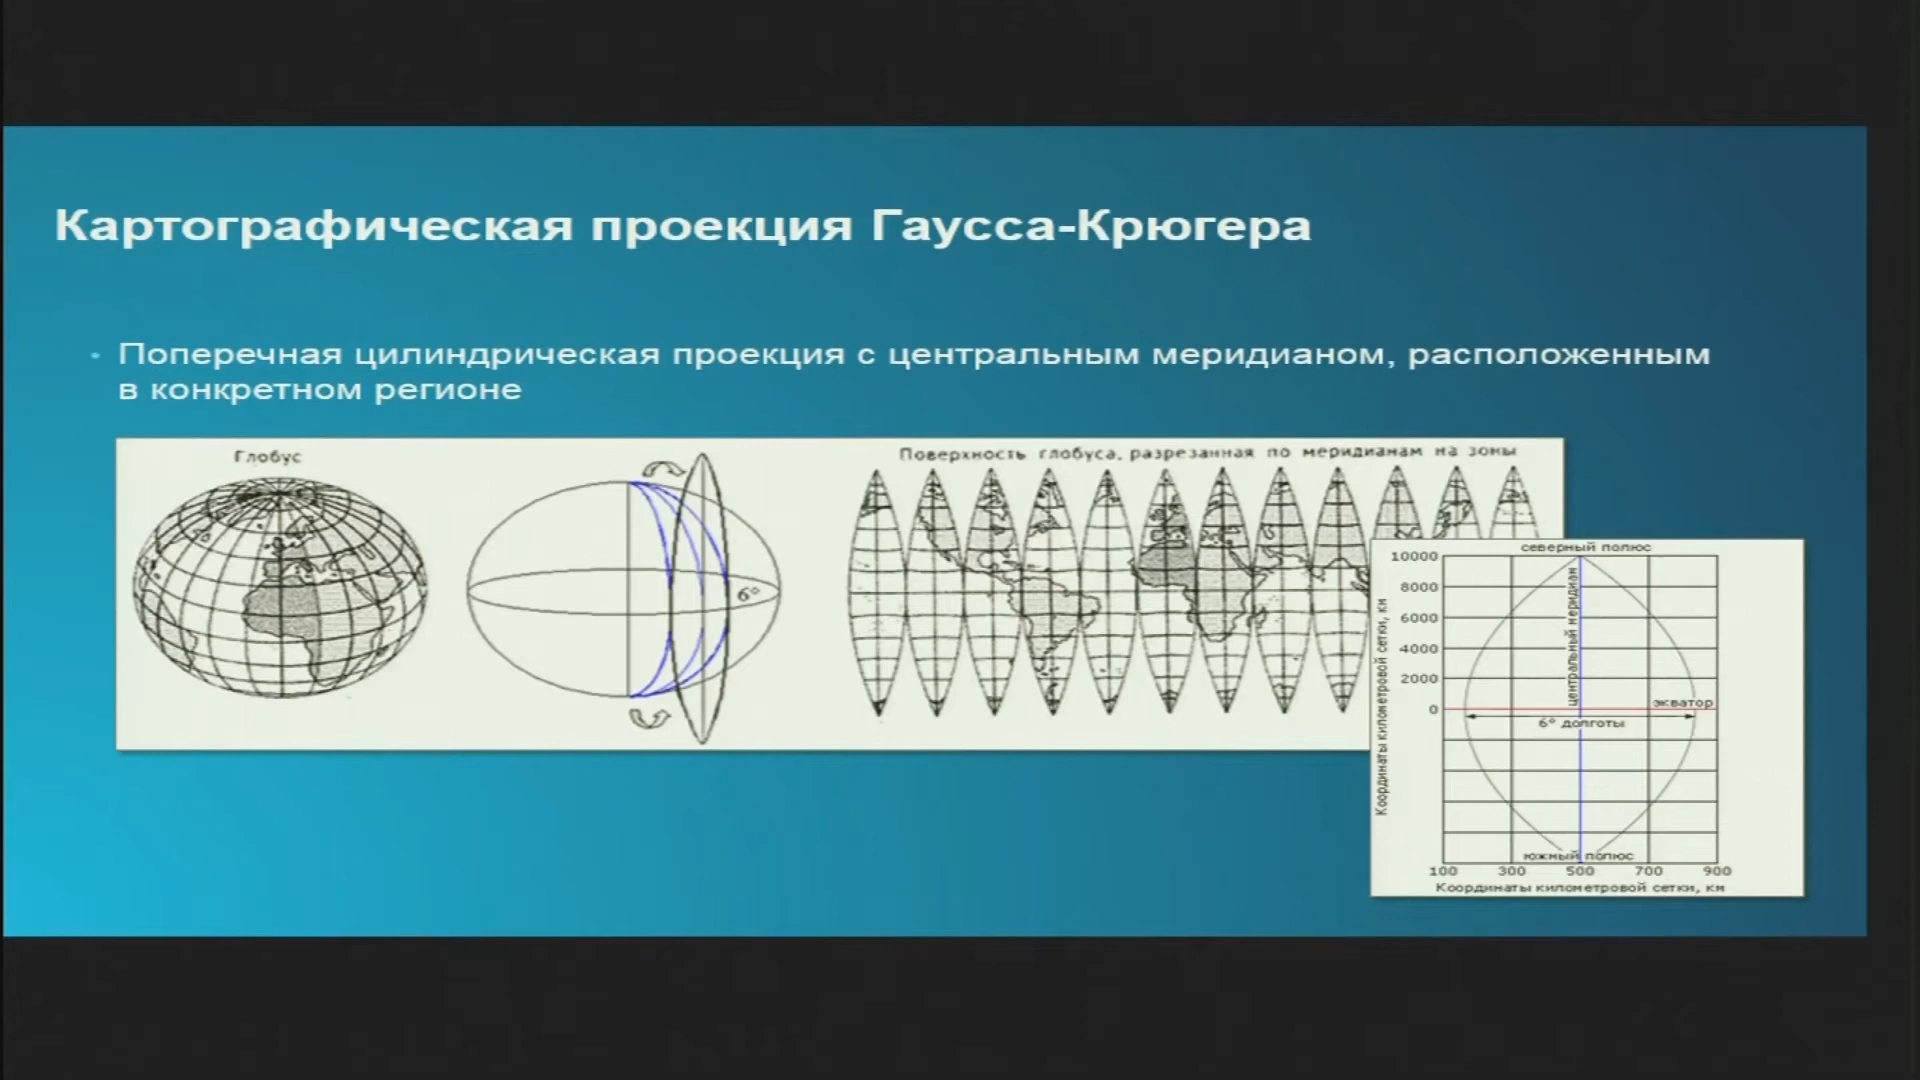 Картографическая проекция Гаусса-Крюгера
• Поперечная цилиндрическая проекция с центральным меридианом, расположенным
в конкретном регионе
Глобус
6°
Поверхность глобуса, разрезанная по меридианам на зоны
северный полюс
10000
8000
6000
4000
2000
0
Координаты километровой сетки, км
центральный меридиан
экватор
6° долготы
южный полюс
100 300 500 700 900
Координаты километровой сетки, км